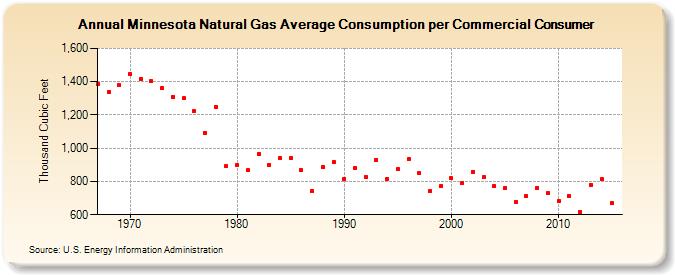 Annual Minnesota Natural Gas Average Consumption per Commercial Consumer
Thousand Cubic Feet
1,600
1,400
1,200
1,000
800
600
1970 1980 1990 2000 2010
Source: U.S. Energy Information Administration